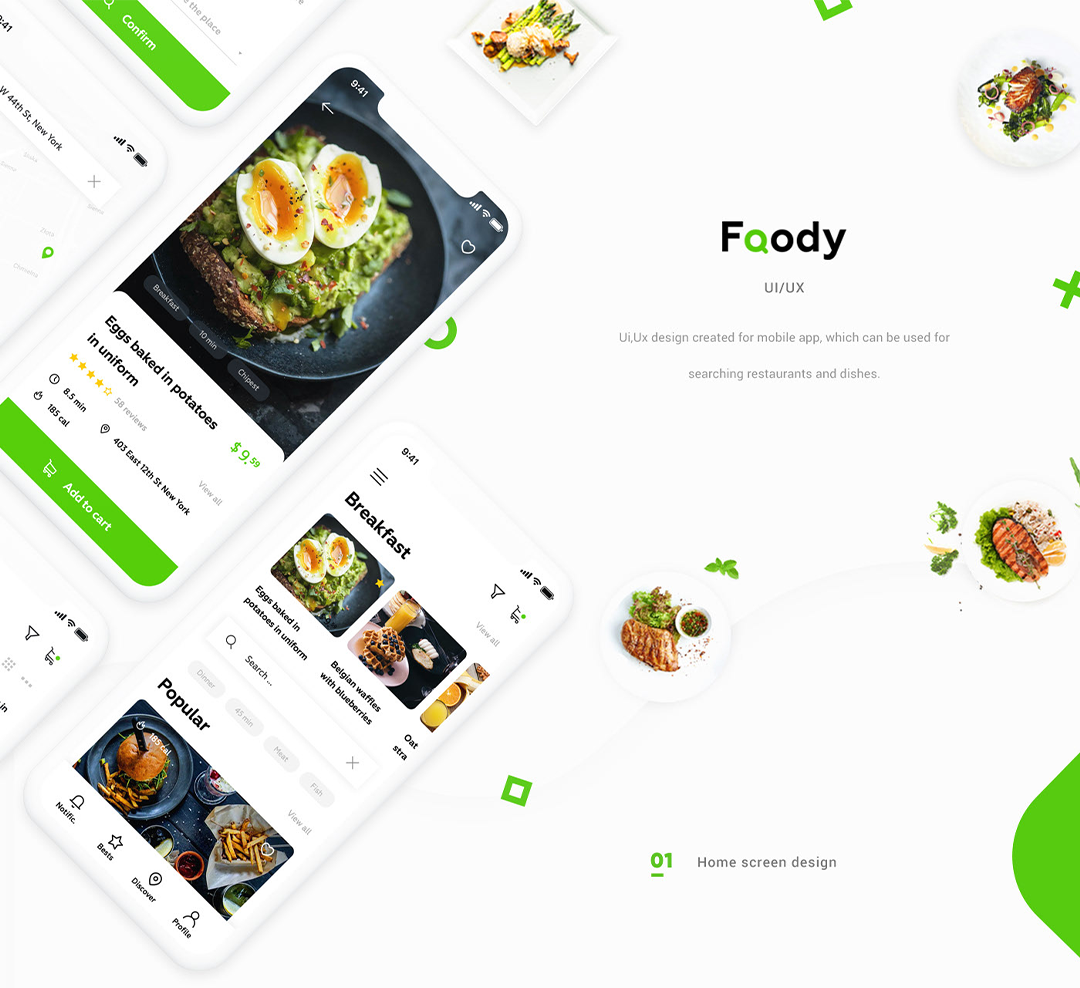 9:41
e the place
Confirm
W 44th St, New York
9:41
Breakfast
10 min
Chipest
Eggs baked in potatoes
in uniform
58 reviews
$9.59
8.5 min
185 cal
403 East 12th St New York
View all
Add to cart
9:41
Breakfast
View all
Eggs baked in
potatoes in uniform
Belgian waffles
with blueberries
Oat
stra
Search ...
Dinner
45 min
Meat
Fish
Popular
View all
185 cal
Notific.
Bests
Discover
Profile
Foody
UI/UX
Ui,Ux design created for mobile app, which can be used for
searching restaurants and dishes.
01 Home screen design